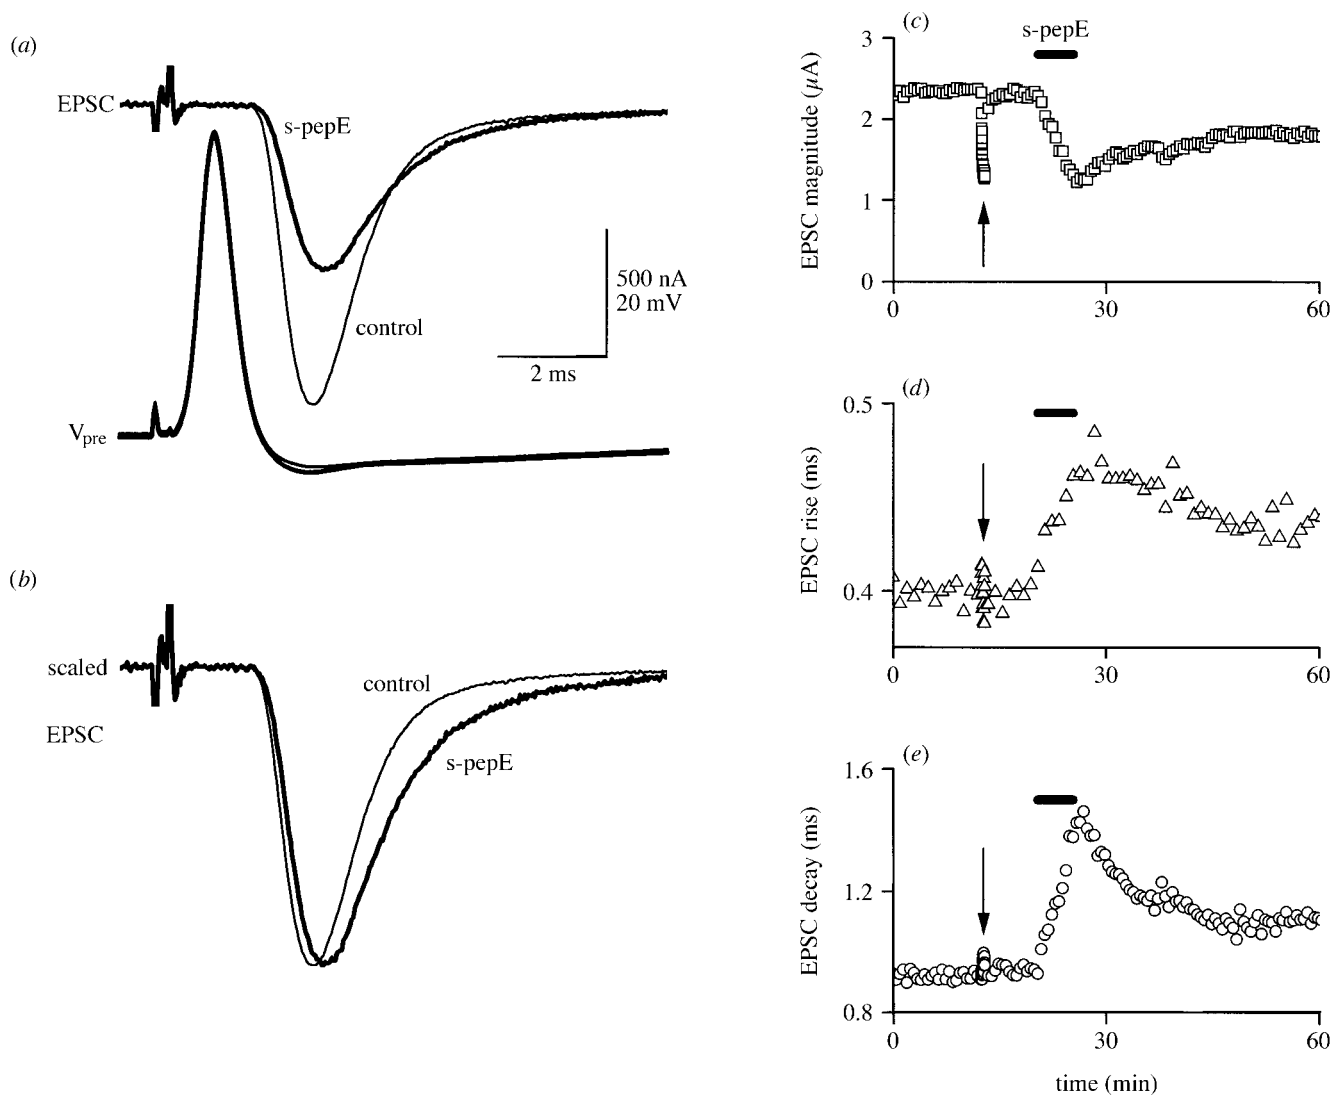 (a)
EPSC
s-pepE
control
500 nA
20 mV
2 ms
Vpre
(b)
scaled
EPSC
control
s-pepE
(c)
s-pepE
EPSC magnitude (μA)
3
2
1
0
0
30
60
(d)
EPSC rise (ms)
0.5
0.4
0
30
60
(e)
EPSC decay (ms)
1.6
1.2
0.8
0
30
60
time (min)